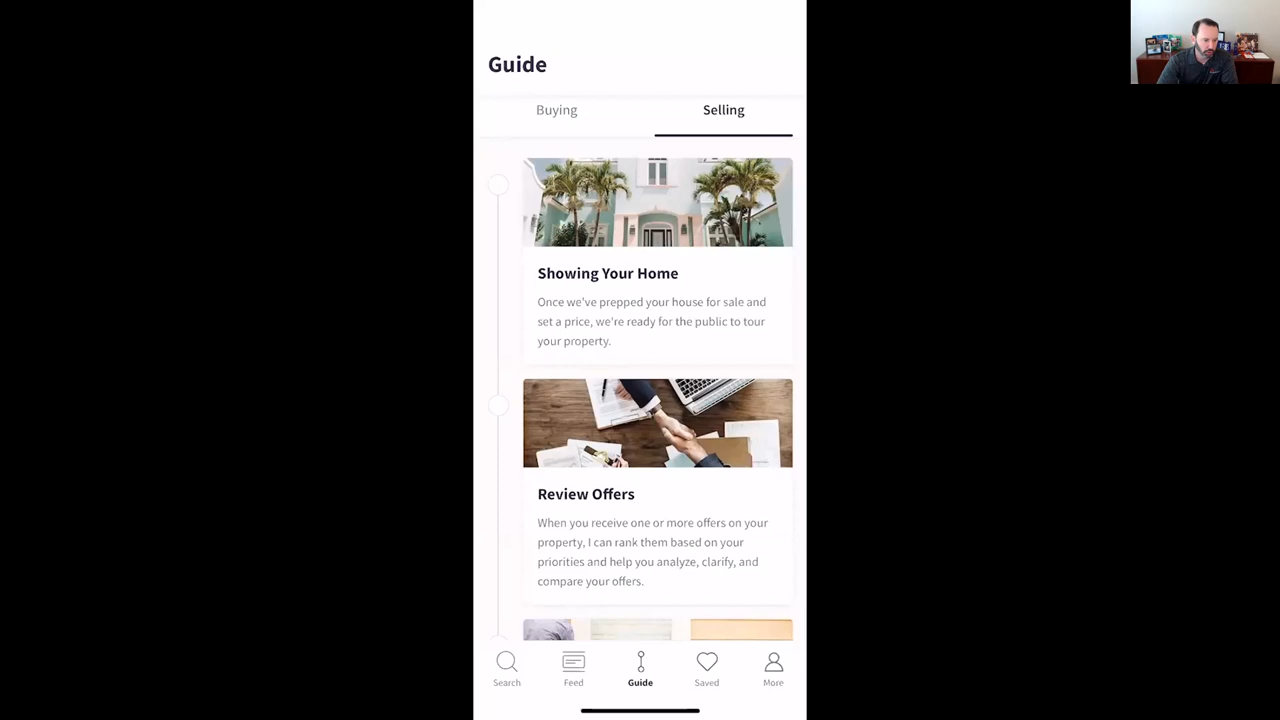 Guide
Buying
Selling
Showing Your Home
Once we've prepped your house for sale and
set a price, we're ready for the public to tour
your property.
Review Offers
When you receive one or more offers on your
property, I can rank them based on your
priorities and help you analyze, clarify, and
compare your offers.
Search
Feed
Guide
Saved
More